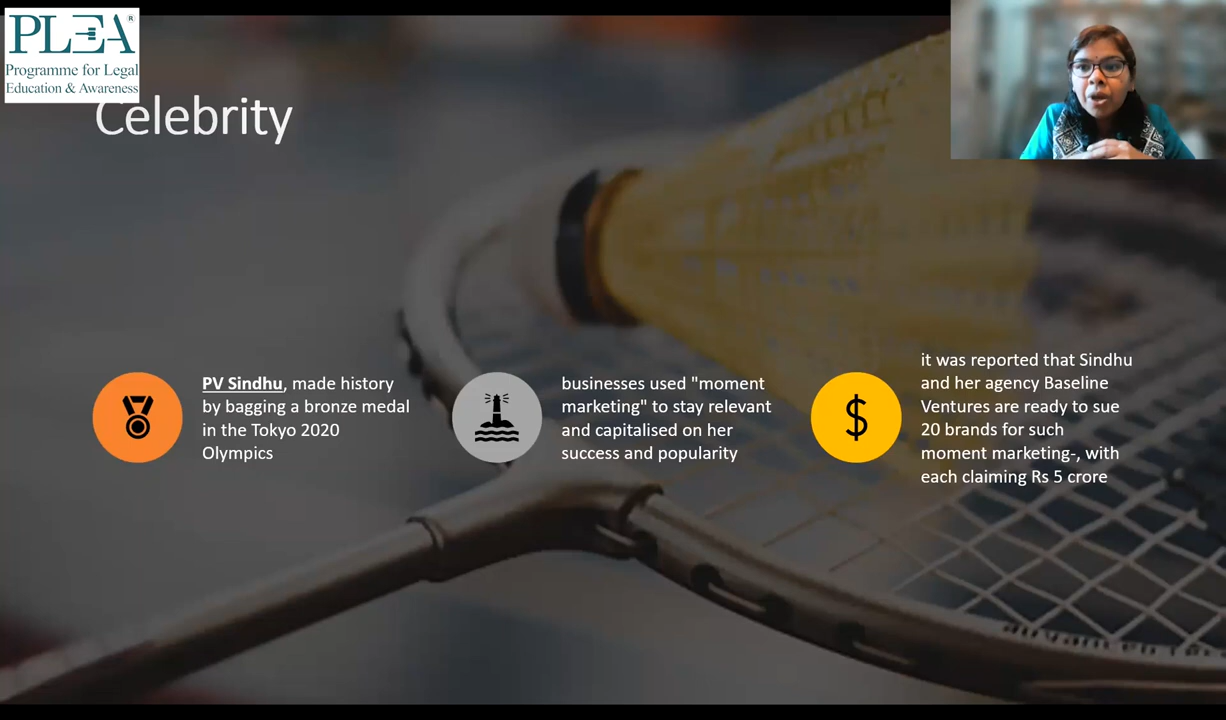 PLEA®
Programme for Legal
Education & Awareness
Celebrity
PV Sindhu, made history
by bagging a bronze medal
in the Tokyo 2020
Olympics
businesses used "moment
marketing" to stay relevant
and capitalised on her
success and popularity
$
it was reported that Sindhu
and her agency Baseline
Ventures are ready to sue
20 brands for such
moment marketing-, with
each claiming Rs 5 crore